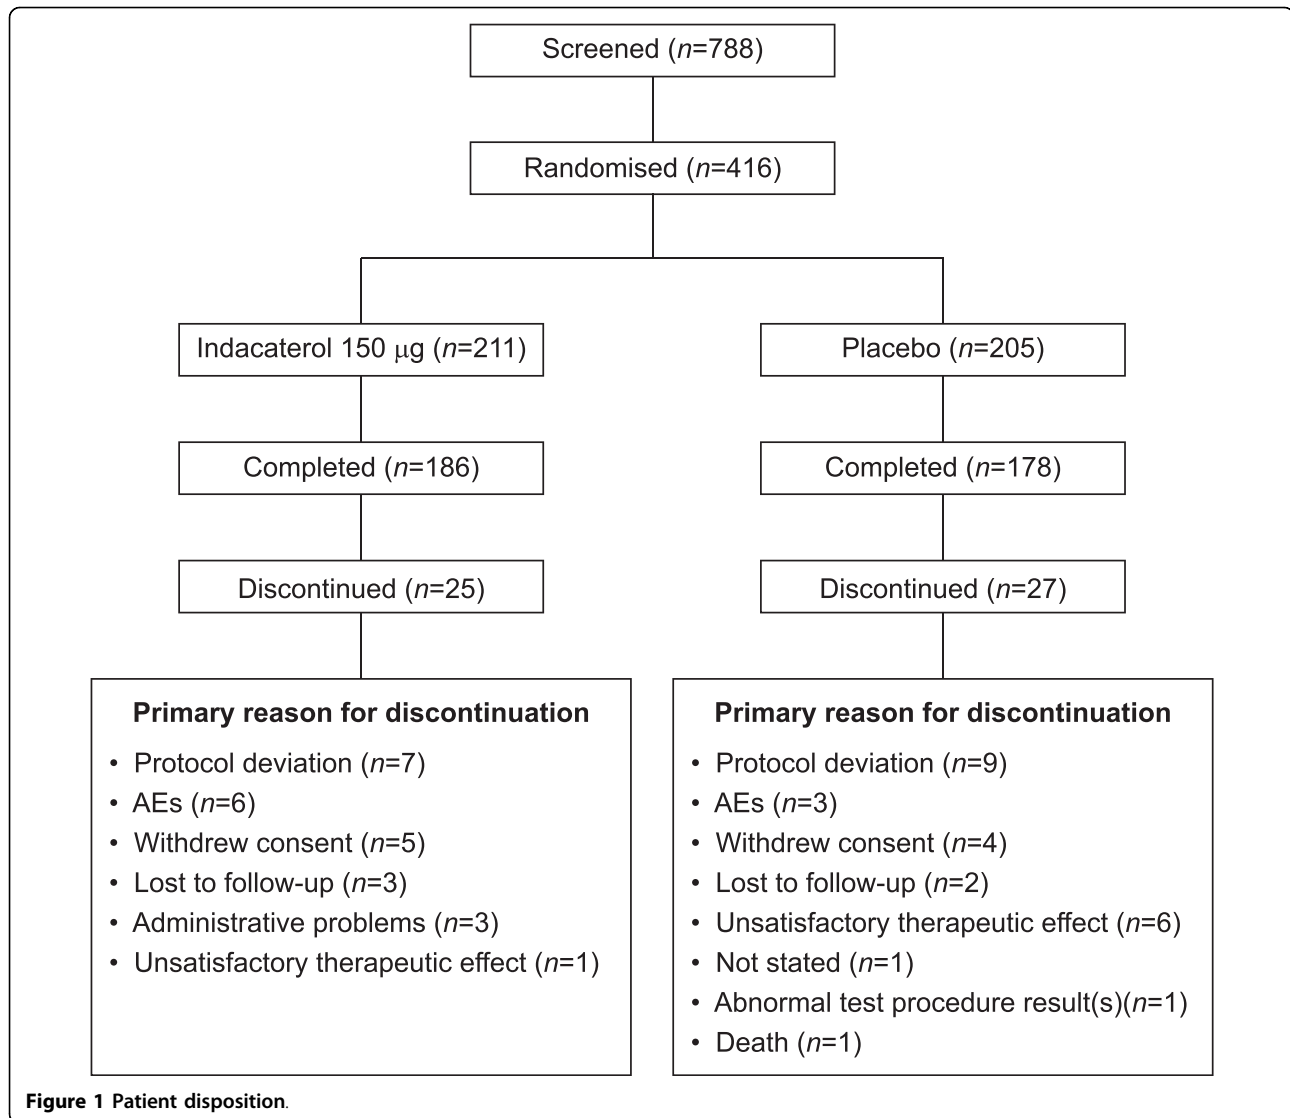 Screened (n=788)
Randomised (n=416)
Indacaterol 150 μg (n=211)
Placebo (n=205)
Completed (n=186)
Completed (n=178)
Discontinued (n=25)
Discontinued (n=27)
Primary reason for discontinuation
• Protocol deviation (n=7)
• AEs (n=6)
• Withdrew consent (n=5)
• Lost to follow-up (n=3)
• Administrative problems (n=3)
• Unsatisfactory therapeutic effect (n=1)
Primary reason for discontinuation
• Protocol deviation (n=9)
• AEs (n=3)
• Withdrew consent (n=4)
• Lost to follow-up (n=2)
• Unsatisfactory therapeutic effect (n=6)
• Not stated (n=1)
• Abnormal test procedure result(s)(n=1)
• Death (n=1)
Figure 1 Patient disposition.